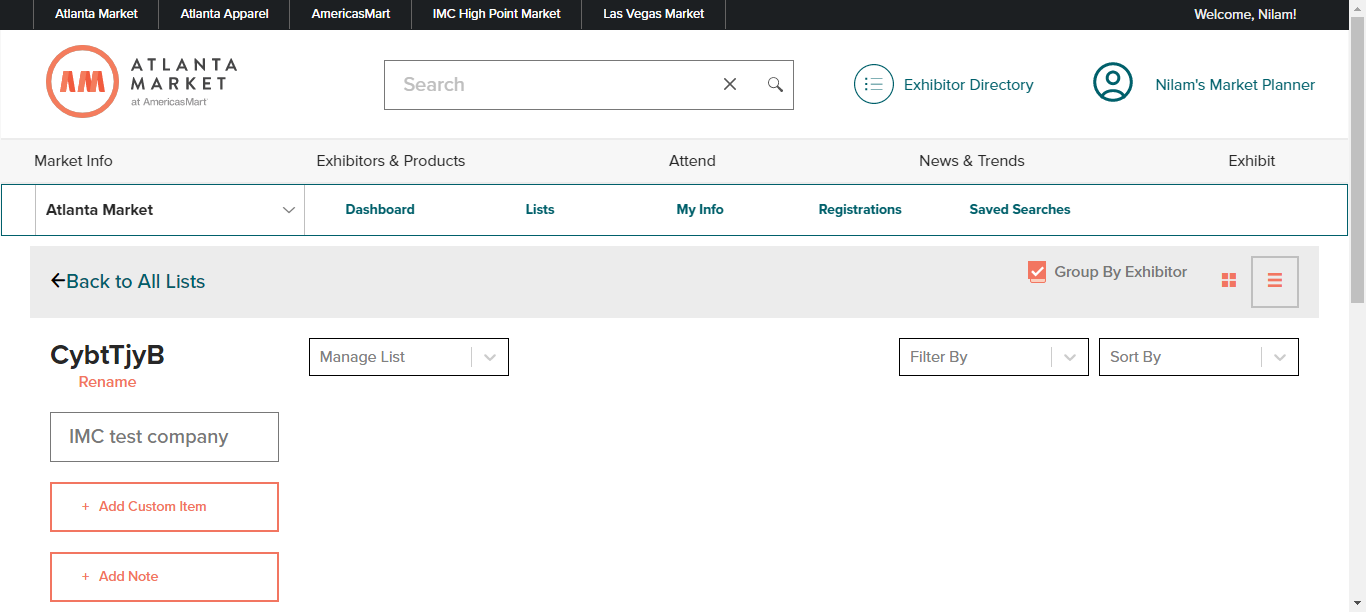 Atlanta Market
Atlanta Apparel
AmericasMart
IMC High Point Market
Las Vegas Market
Welcome, Nilam!
AM
ATLANTA
MARKET
at AmericasMart
Search
Exhibitor Directory
Nilam's Market Planner
Market Info
Exhibitors & Products
Attend
News & Trends
Exhibit
Atlanta Market
Dashboard
Lists
My Info
Registrations
Saved Searches
Back to All Lists
Group By Exhibitor
CybtTjyB
Rename
Manage List
Filter By
Sort By
IMC test company
+ Add Custom Item
+ Add Note